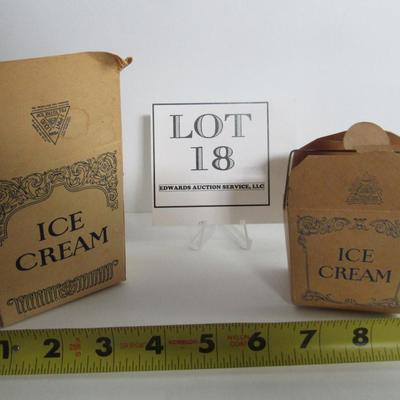 LOT
18
EDWARDS AUCTION SERVICE, LLC
ICE
CREAM
ICE
CREAM
1 2 3 4 5 6 7 8